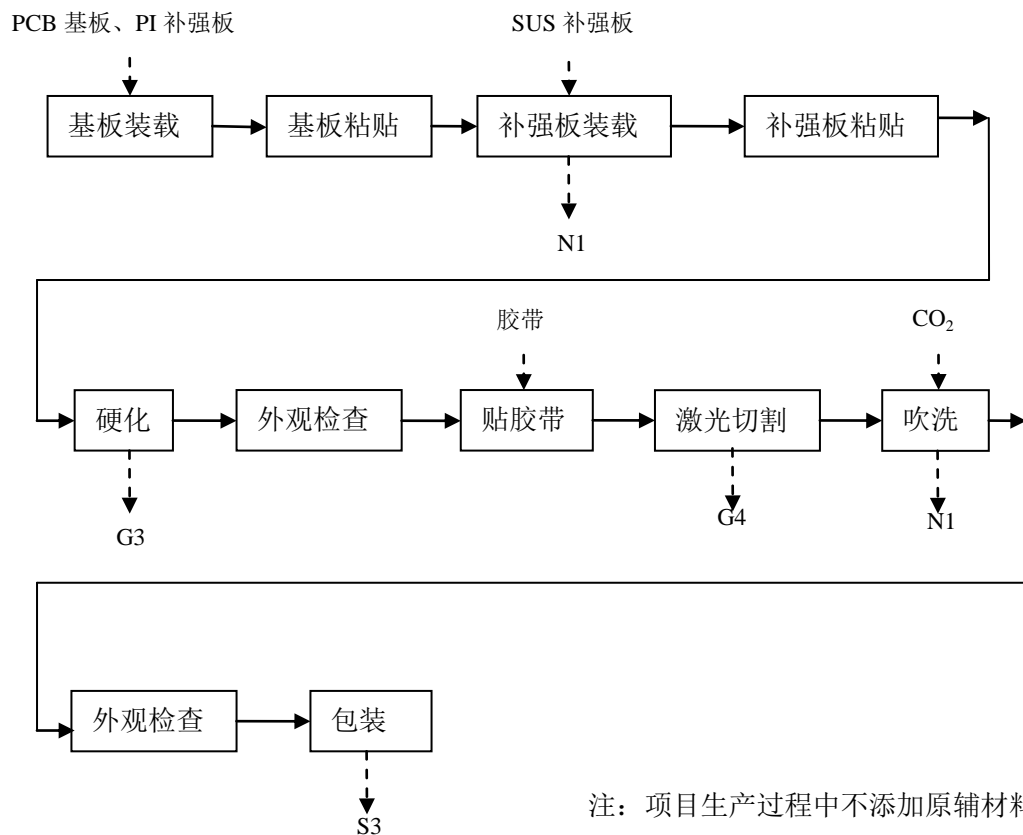 PCB 基板、PI 补强板
SUS 补强板
基板装载
基板粘贴
补强板装载
补强板粘贴
N1
胶带
CO₂
硬化
外观检查
贴胶带
激光切割
吹洗
G3
G4
N1
外观检查
包装
S3
注：项目生产过程中不添加原辅材料